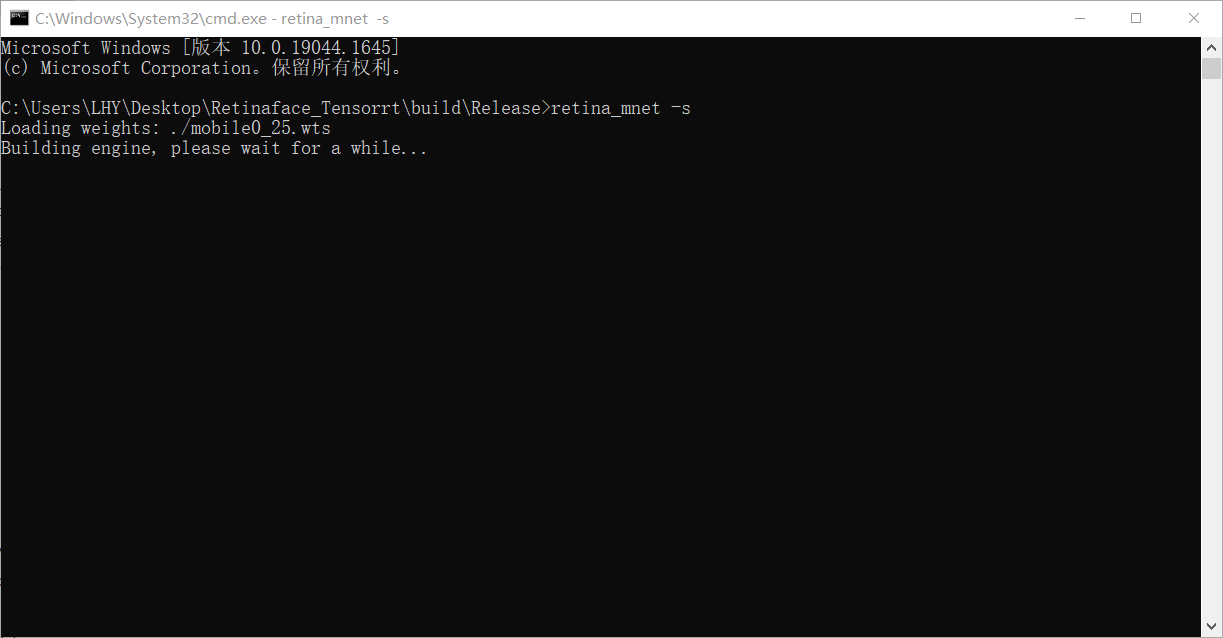 C:\Windows\System32\cmd.exe - retina_mnet  -s
Microsoft Windows [版本 10.0.19044.1645]
(c) Microsoft Corporation。保留所有权利。
C:\Users\LHY\Desktop\Retinaface_Tensorrt\build\Release>retina_mnet -s
Loading weights: ./mobile0_25.wts
Building engine, please wait for a while...